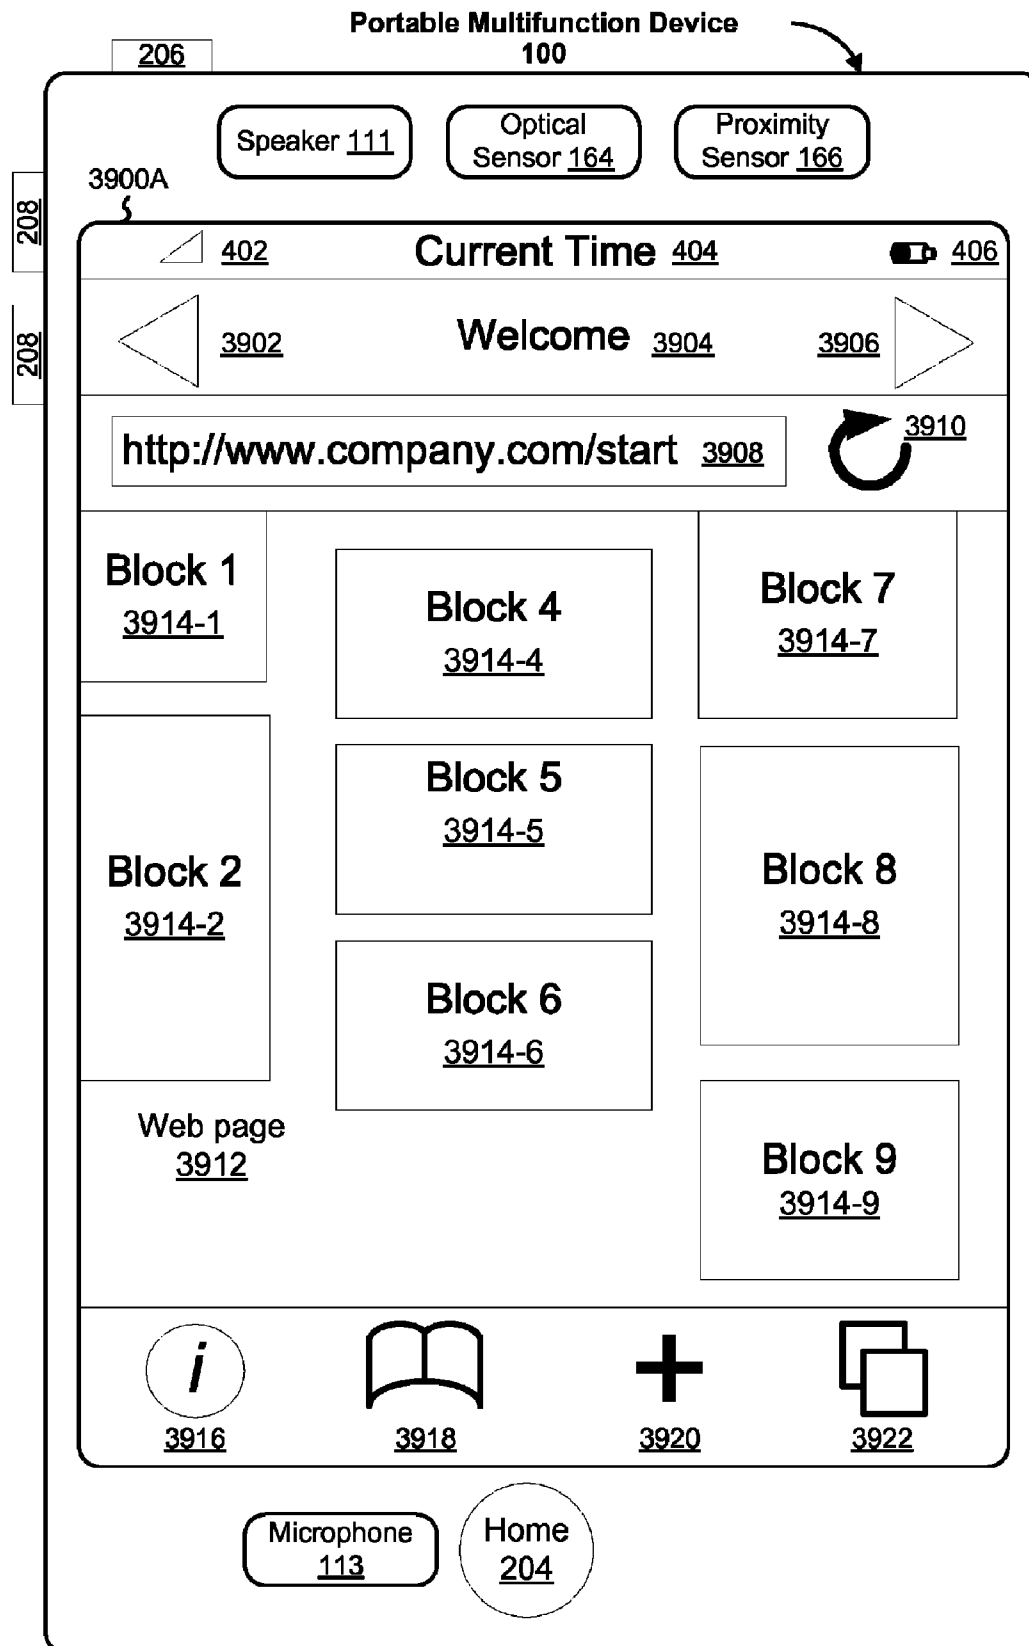 Portable Multifunction Device
100
206
Speaker 111
Optical
Sensor 164
Proximity
Sensor 166
3900A
208
208
402
Current Time 404
406
3902
Welcome 3904
3906
http://www.company.com/start 3908
3910
Block 1
3914-1
Block 2
3914-2
Web page
3912
Block 4
3914-4
Block 5
3914-5
Block 6
3914-6
Block 7
3914-7
Block 8
3914-8
Block 9
3914-9
i
3916
3918
3920
3922
Microphone
113
Home
204